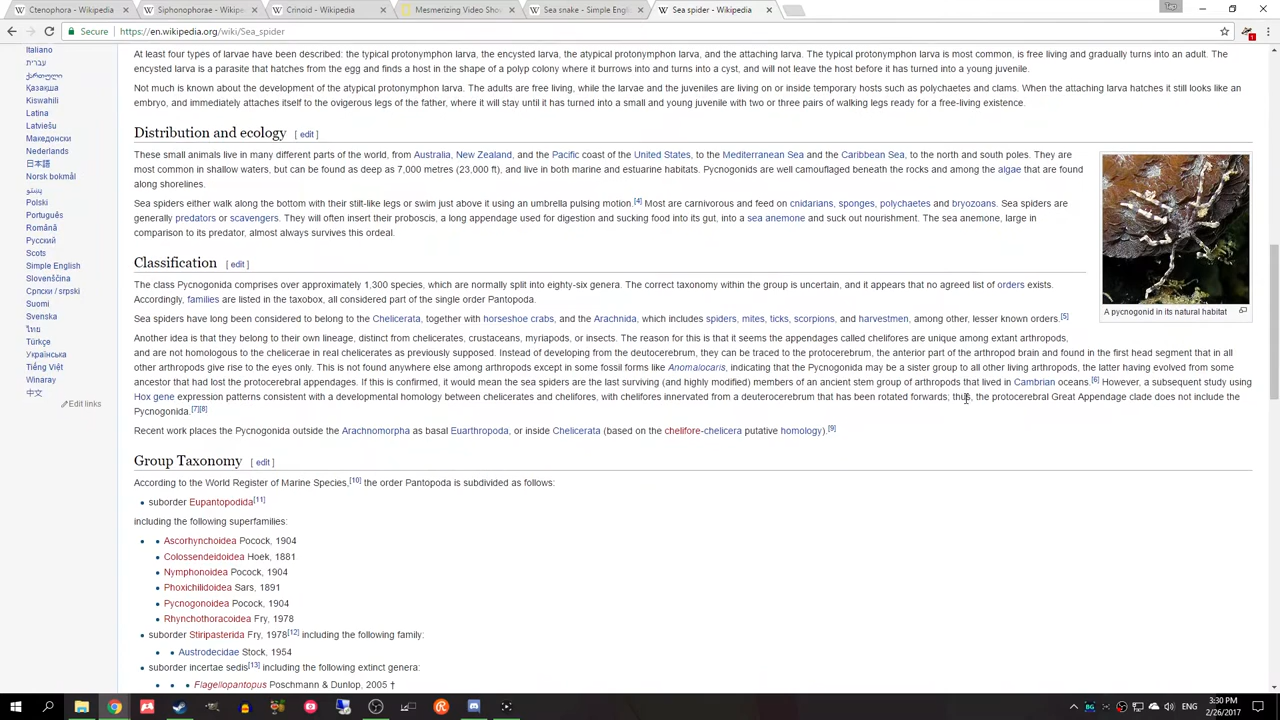 Ctenophora - Wikipedia
Siphonophorae - Wikipe
Crinoid - Wikipedia
Mesmerizing Video Sho
Sea snake - Simple Eng
Sea spider - Wikipedia
Secure
https://en.wikipedia.org/wiki/Sea_spider
Italiano
עברית
ქართული
Қазақша
Kiswahili
Latina
Latviešu
Македонски
Nederlands
日本語
Norsk bokmål
پښتو
Polski
Português
Română
Русский
Scots
Simple English
Slovenščina
Српски / srpski
Suomi
Svenska
ไทย
Türkçe
Українська
Tiếng Việt
Winaray
中文
Edit links
At least four types of larvae have been described: the typical protonymphon larva, the encysted larva, the atypical protonymphon larva, and the attaching larva. The typical protonymphon larva is most common, is free living and gradually turns into an adult. The
encysted larva is a parasite that hatches from the egg and finds a host in the shape of a polyp colony where it burrows into and turns into a cyst, and will not leave the host before it has turned into a young juvenile.
Not much is known about the development of the atypical protonymphon larva. The adults are free living, while the larvae and the juveniles are living on or inside temporary hosts such as polychaetes and clams. When the attaching larva hatches it still looks like an
embryo, and immediately attaches itself to the ovigerous legs of the father, where it will stay until it has turned into a small and young juvenile with two or three pairs of walking legs ready for a free-living existence.
Distribution and ecology [ edit ]
These small animals live in many different parts of the world, from Australia, New Zealand, and the Pacific coast of the United States, to the Mediterranean Sea and the Caribbean Sea, to the north and south poles. They are
most common in shallow waters, but can be found as deep as 7,000 metres (23,000 ft), and live in both marine and estuarine habitats. Pycnogonids are well camouflaged beneath the rocks and among the algae that are found
along shorelines.
Sea spiders either walk along the bottom with their stilt-like legs or swim just above it using an umbrella pulsing motion.[4] Most are carnivorous and feed on cnidarians, sponges, polychaetes and bryozoans. Sea spiders are
generally predators or scavengers. They will often insert their proboscis, a long appendage used for digestion and sucking food into its gut, into a sea anemone and suck out nourishment. The sea anemone, large in
comparison to its predator, almost always survives this ordeal.
A pycnogonid in its natural habitat
Classification [ edit ]
The class Pycnogonida comprises over approximately 1,300 species, which are normally split into eighty-six genera. The correct taxonomy within the group is uncertain, and it appears that no agreed list of orders exists.
Accordingly, families are listed in the taxobox, all considered part of the single order Pantopoda.
Sea spiders have long been considered to belong to the Chelicerata, together with horseshoe crabs, and the Arachnida, which includes spiders, mites, ticks, scorpions, and harvestmen, among other, lesser known orders.[5]
Another idea is that they belong to their own lineage, distinct from chelicerates, crustaceans, myriapods, or insects. The reason for this is that it seems the appendages called chelifores are unique among extant arthropods,
and are not homologous to the chelicerae in real chelicerates as previously supposed. Instead of developing from the deutocerebrum, they can be traced to the protocerebrum, the anterior part of the arthropod brain and found in the first head segment that in all
other arthropods give rise to the eyes only. This is not found anywhere else among arthropods except in some fossil forms like Anomalocaris, indicating that the Pycnogonida may be a sister group to all other living arthropods, the latter having evolved from some
ancestor that had lost the protocerebral appendages. If this is confirmed, it would mean the sea spiders are the last surviving (and highly modified) members of an ancient stem group of arthropods that lived in Cambrian oceans.[6] However, a subsequent study using
Hox gene expression patterns consistent with a developmental homology between chelicerates and chelifores, with chelifores innervated from a deuterocerebrum that has been rotated forwards; thus, the protocerebral Great Appendage clade does not include the
Pycnogonida.[7][8]
Recent work places the Pycnogonida outside the Arachnomorpha as basal Euarthropoda, or inside Chelicerata (based on the chelifore-chelicera putative homology).[9]
Group Taxonomy [ edit ]
According to the World Register of Marine Species,[10] the order Pantopoda is subdivided as follows:
suborder Eupantopodida[11]
including the following superfamilies:
Ascorhynchoidea Pocock, 1904
Colossendeidoidea Hoek, 1881
Nymphonoidea Pocock, 1904
Phoxichilidoidea Sars, 1891
Pycnogonoidea Pocock, 1904
Rhynchothoracoidea Fry, 1978
suborder Stiripasterida Fry, 1978[12] including the following family:
Austrodecidae Stock, 1954
suborder incertae sedis[13] including the following extinct genera:
Flagellopantopus Poschmann & Dunlop, 2005 †
3:30 PM
2/26/2017